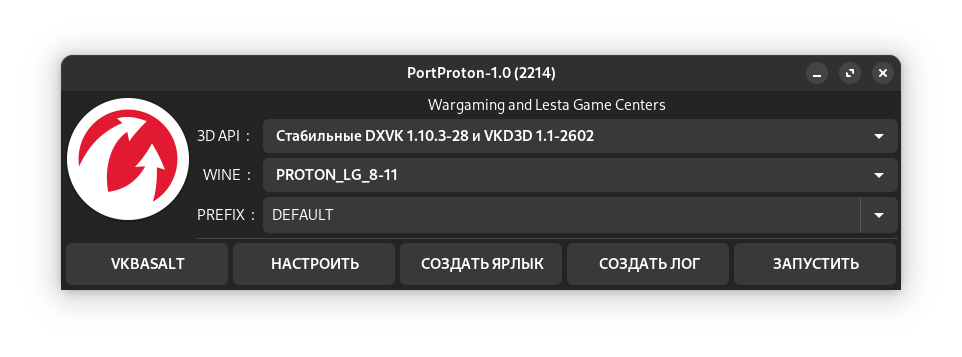 PortProton-1.0 (2214)
Wargaming and Lesta Game Centers
3D API : Стабильные DXVK 1.10.3-28 и VKD3D 1.1-2602
WINE : PROTON_LG_8-11
PREFIX : DEFAULT
VKBASALT НАСТРОИТЬ СОЗДАТЬ ЯРЛЫК СОЗДАТЬ ЛОГ ЗАПУСТИТЬ